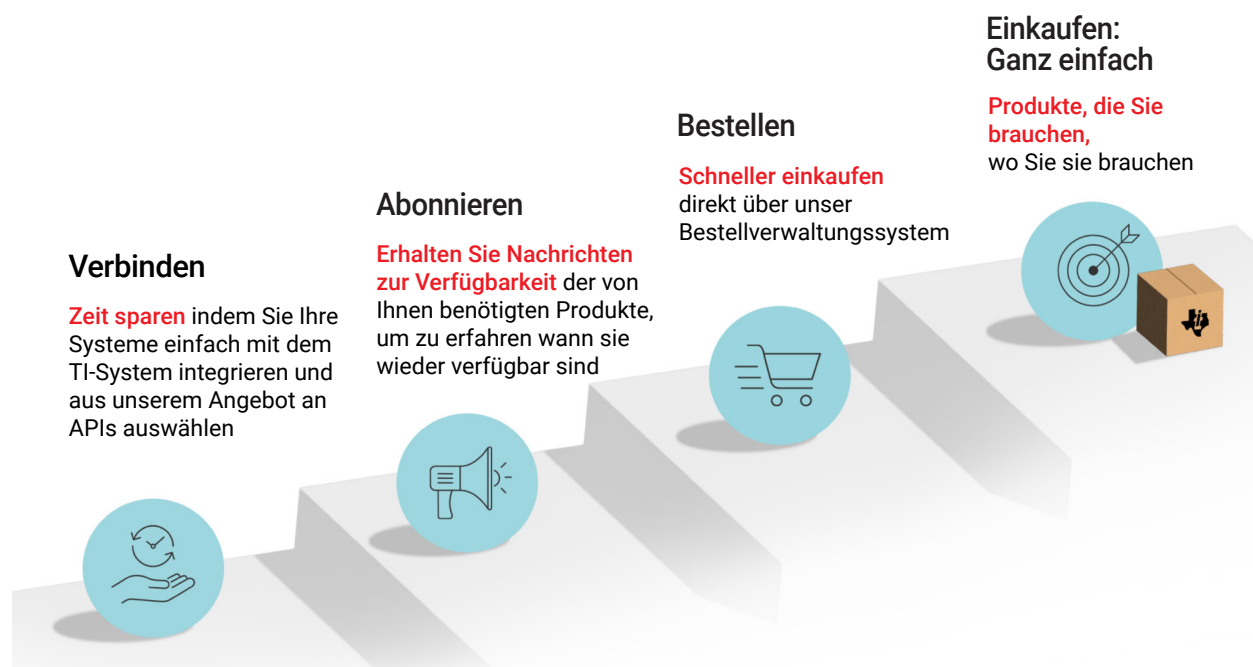 Verbinden
Zeit sparen indem Sie Ihre
Systeme einfach mit dem
TI-System integrieren und
aus unserem Angebot an
APIs auswählen
Abonnieren
Erhalten Sie Nachrichten
zur Verfügbarkeit der von
Ihnen benötigten Produkte,
um zu erfahren wann sie
wieder verfügbar sind
Bestellen
Schneller einkaufen
direkt über unser
Bestellverwaltungssystem
Einkaufen:
Ganz einfach
Produkte, die Sie
brauchen,
wo Sie sie brauchen